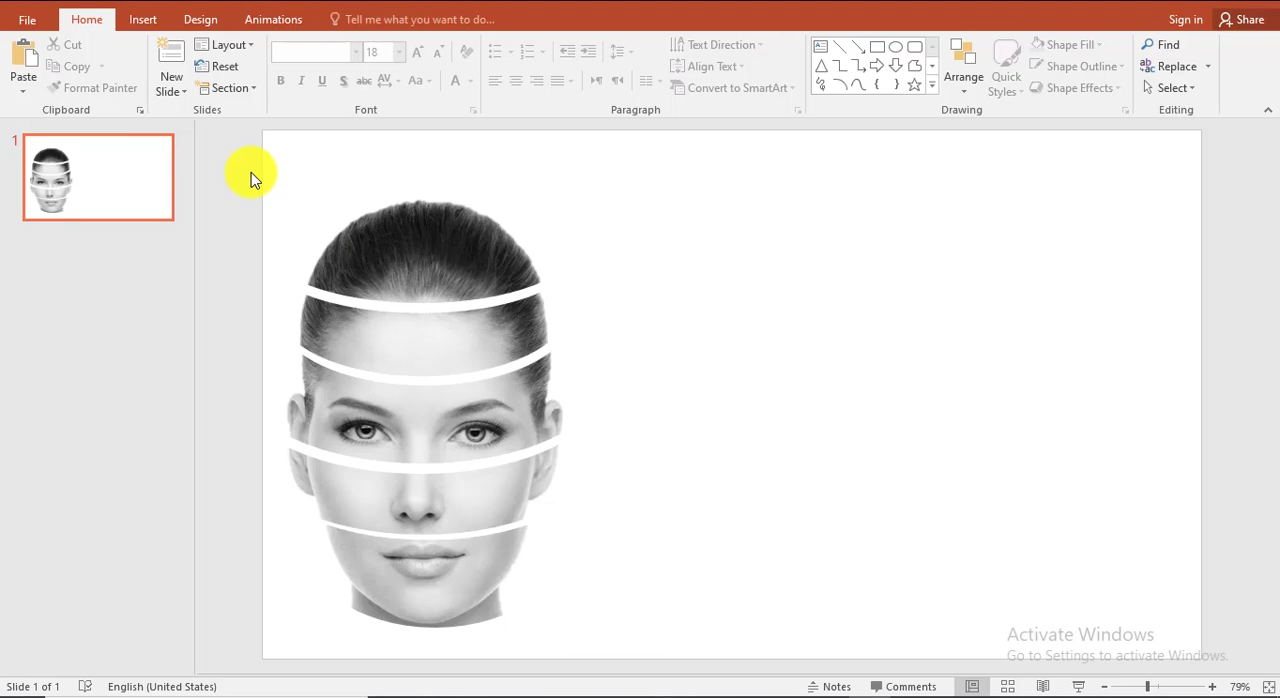 File Home Insert Design Animations Tell me what you want to do... Sign in Share
Paste Cut Copy Format Painter
Clipboard
New Slide Layout Reset Section
Slides
18
B I U S abc AV Aa A
Font
Text Direction
Align Text
Convert to SmartArt
Paragraph
Arrange Quick Styles Shape Fill Shape Outline Shape Effects
Drawing
Find
Replace
Select
Editing
1
Activate Windows
Go to Settings to activate Windows.
Slide 1 of 1 English (United States) Notes Comments 79%